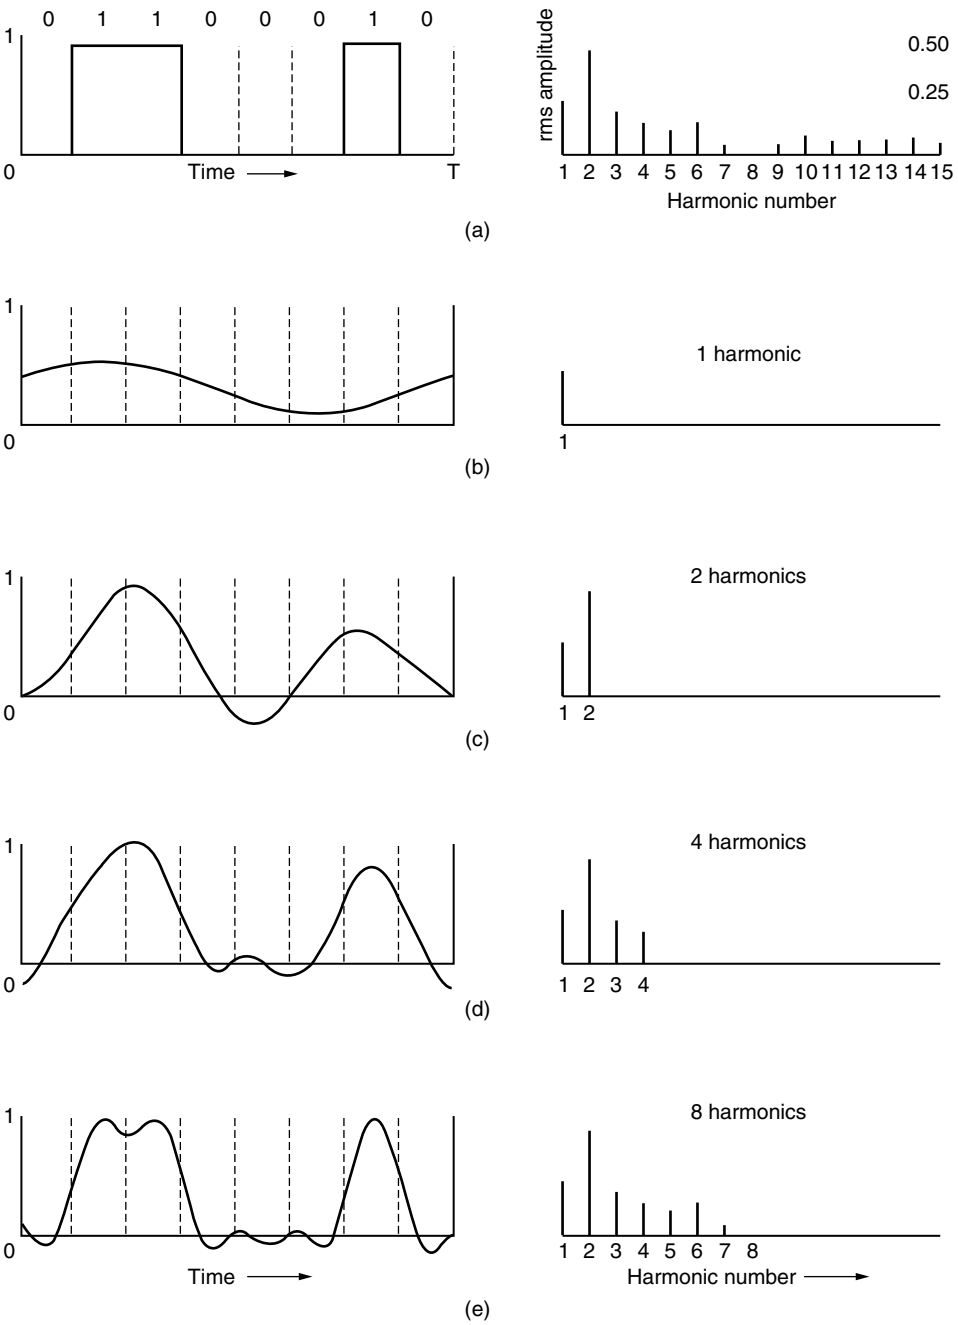 0 1 1 0 0 0 1 0
1
0
Time
T
rms amplitude
0.50
0.25
1 2 3 4 5 6 7 8 9 10 11 12 13 14 15
Harmonic number
(a)
1
0
1 harmonic
1
(b)
1
0
2 harmonics
1 2
(c)
1
0
4 harmonics
1 2 3 4
(d)
1
0
Time
8 harmonics
1 2 3 4 5 6 7 8
Harmonic number
(e)